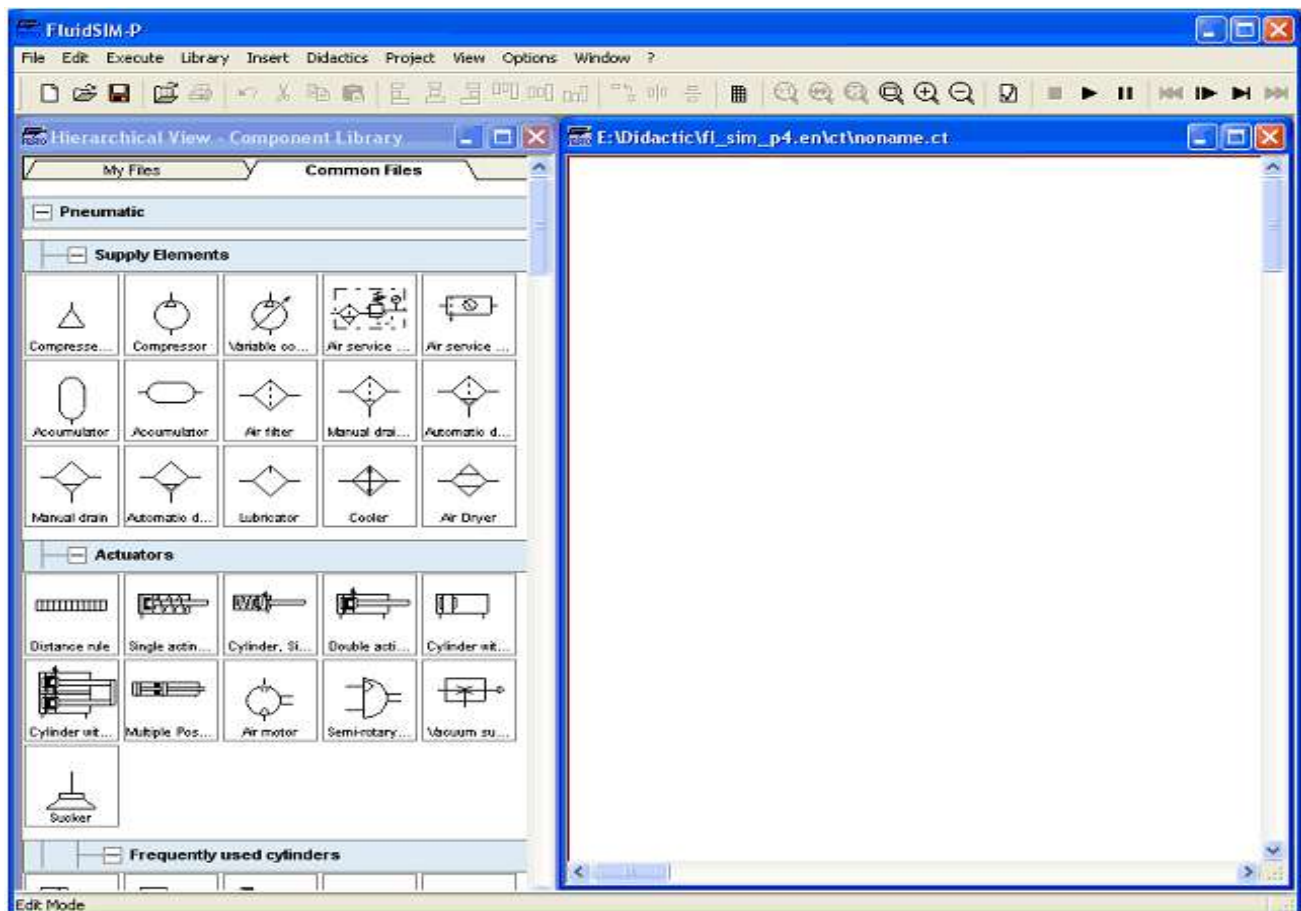 FluidSIM-P
File Edit Execute Library Insert Didactics Project View Options Window ?
Hierarchical View - Component Library
E:\Didactic\fl_sim_p4.en\ct\noname.ct
My Files Common Files
Pneumatic
Supply Elements
Compresse... Compressor Variable co... Air service ... Air service ...
Accumulator Accumulator Air filter Manual drai... Automatic d...
Manual drain Automatic d... Lubricator Cooler Air Dryer
Actuators
Distance rule Single actin... Cylinder, Si... Double acti... Cylinder wit...
Cylinder wit... Multiple Pos... Air motor Semi-rotary... Vacuum su...
Sucker
Frequently used cylinders
Edit Mode